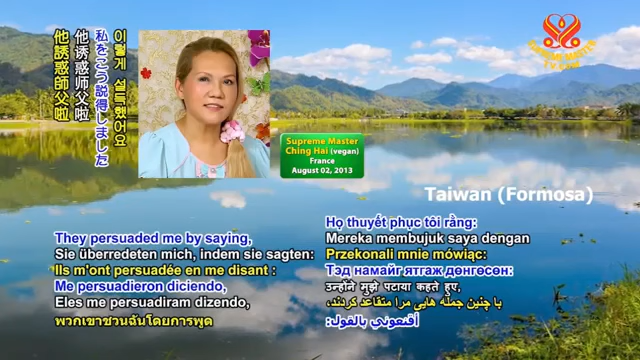 이렇게 설득했어요
私をこう説得しました
他诱惑师父啦
他誘惑師父啦
SUPREME MASTER
Supreme Master
Ching Hai (vegan)
France
August 02, 2013
Taiwan (Formosa)
They persuaded me by saying,
Sie überredeten mich, indem sie sagten:
Ils m'ont persuadée en me disant :
Me persuadieron diciendo,
Eles me persuadiram dizendo,
พวกเขาชวนฉันโดยการพูด
Họ thuyết phục tôi rằng:
Mereka membujuk saya dengan
Przekonali mnie mówiąc:
Тэд намайг ятгаж дөнгөсөн:
उन्होंने मुझे पटाया कहते हुए,
با چنین جمله هایی مرا متقاعد کردند،
أقنعوني بالقول: